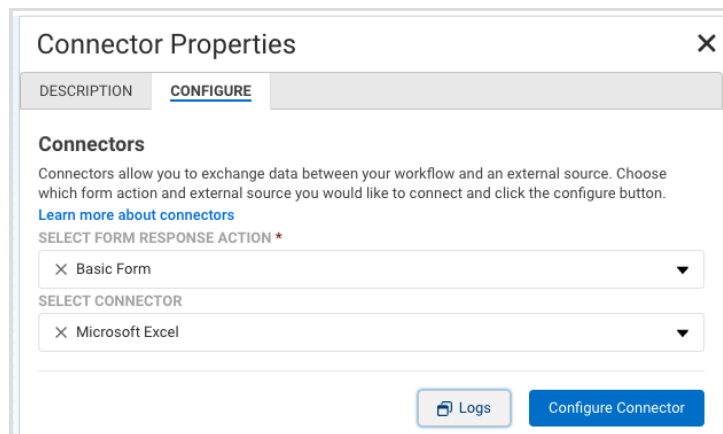 Connector Properties
DESCRIPTION CONFIGURE
Connectors
Connectors allow you to exchange data between your workflow and an external source. Choose
which form action and external source you would like to connect and click the configure button.
Learn more about connectors
SELECT FORM RESPONSE ACTION *
Basic Form
SELECT CONNECTOR
Microsoft Excel
Logs Configure Connector